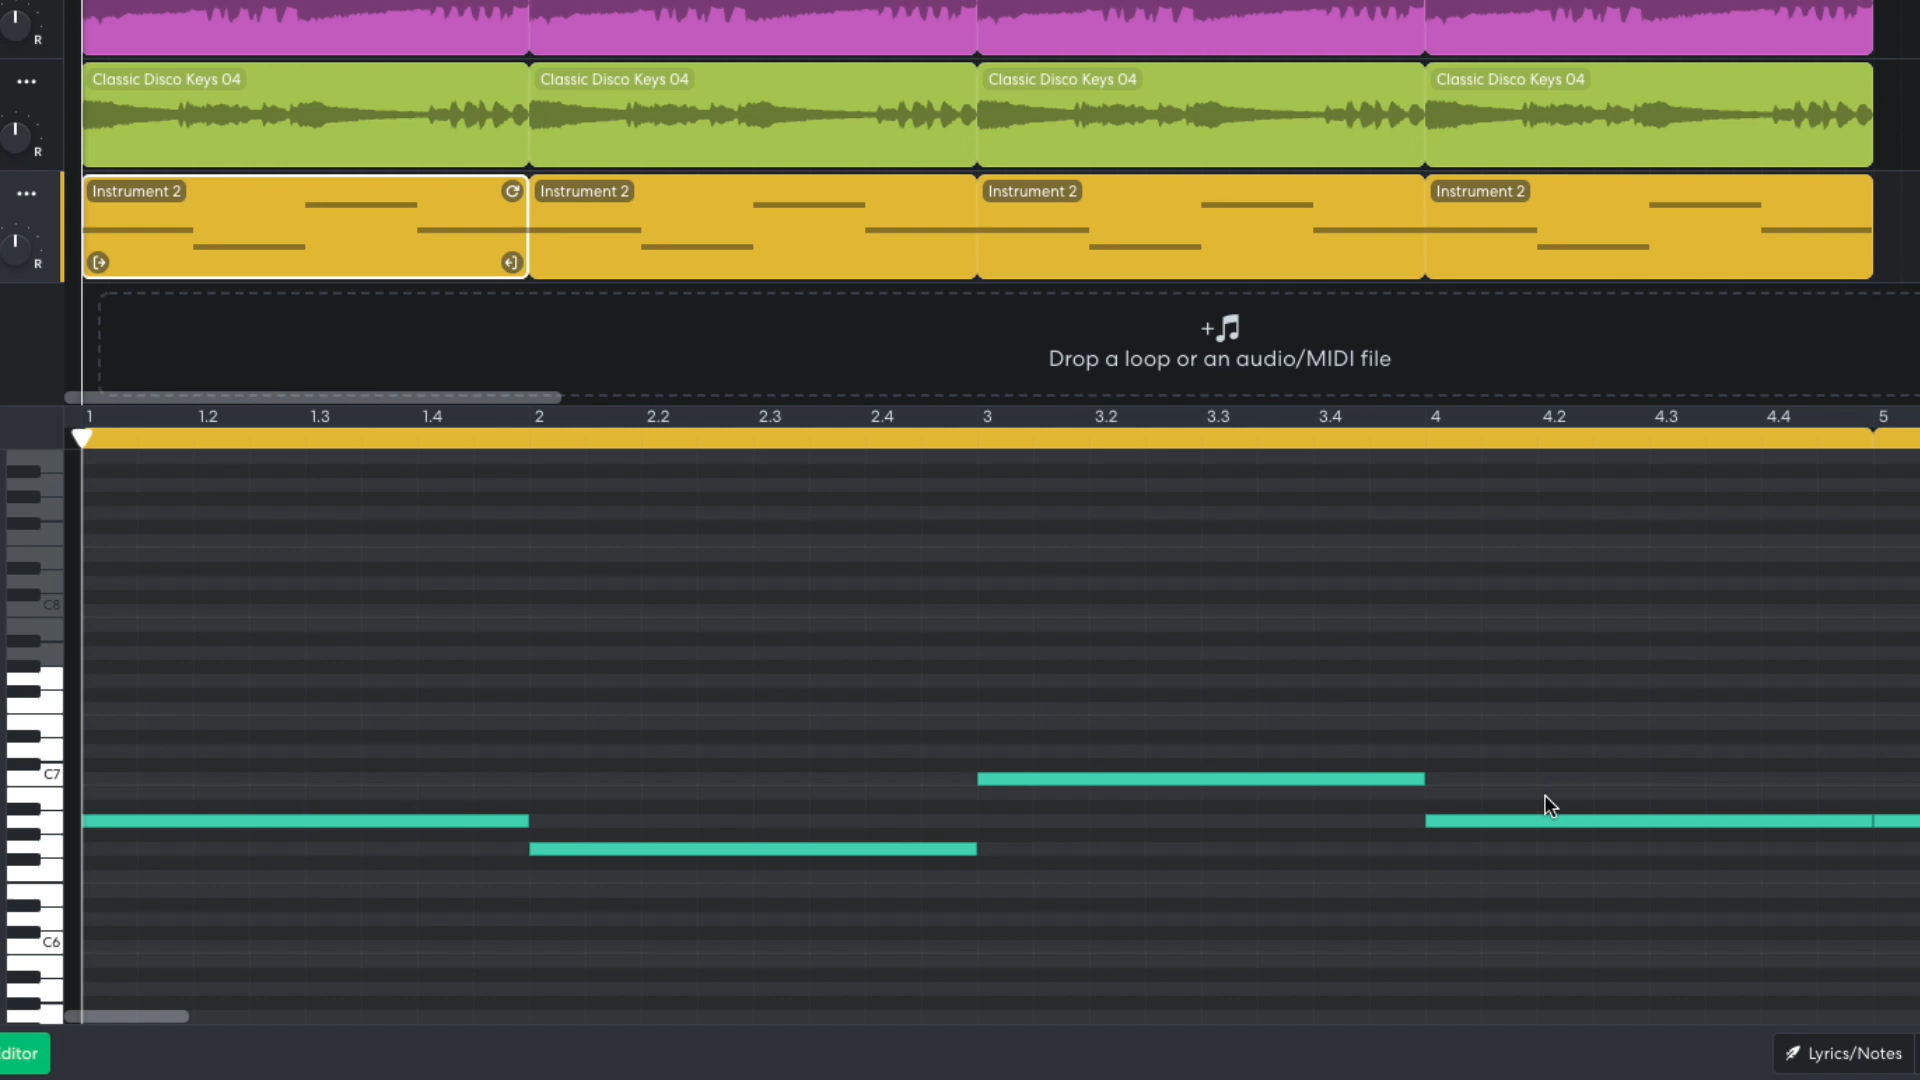 R
Classic Disco Keys 04 Classic Disco Keys 04 Classic Disco Keys 04 Classic Disco Keys 04
R
Instrument 2 Instrument 2 Instrument 2 Instrument 2
R
+
Drop a loop or an audio/MIDI file
1 1.2 1.3 1.4 2 2.2 2.3 2.4 3 3.2 3.3 3.4 4 4.2 4.3 4.4 5
C8
C7
C6
ditor
Lyrics/Notes